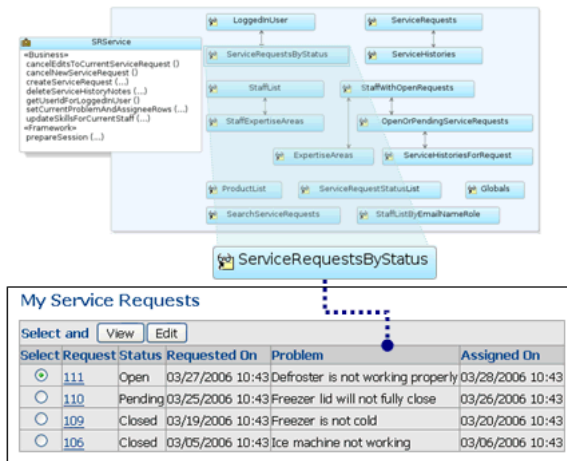 LoggedInUser
ServiceRequests
SRService
«Business»
cancelEditsToCurrentServiceRequest ()
cancelNewServiceRequest ()
createServiceRequest (...)
deleteServiceHistoryNotes (...)
getUserIdForLoggedInUser ()
setCurrentProblemAndAssigneeRows (...)
updateSkillsForCurrentStaff (...)
«Framework»
prepareSession (...)
ServiceRequestsByStatus
ServiceHistories
StaffList
StaffWithOpenRequests
StaffExpertiseAreas
OpenOrPendingServiceRequests
ExpertiseAreas
ServiceHistoriesForRequest
ProductList
ServiceRequestStatusList
Globals
SearchServiceRequests
StaffListByEmailNameRole
ServiceRequestsByStatus
My Service Requests
Select and View Edit
Select Request Status Requested On Problem Assigned On
111 Open 03/27/2006 10:43 Defroster is not working properly 03/28/2006 10:43
110 Pending 03/25/2006 10:43 Freezer lid will not fully close 03/26/2006 10:43
109 Closed 03/19/2006 10:43 Freezer is not cold 03/20/2006 10:43
106 Closed 03/05/2006 10:43 Ice machine not working 03/06/2006 10:43